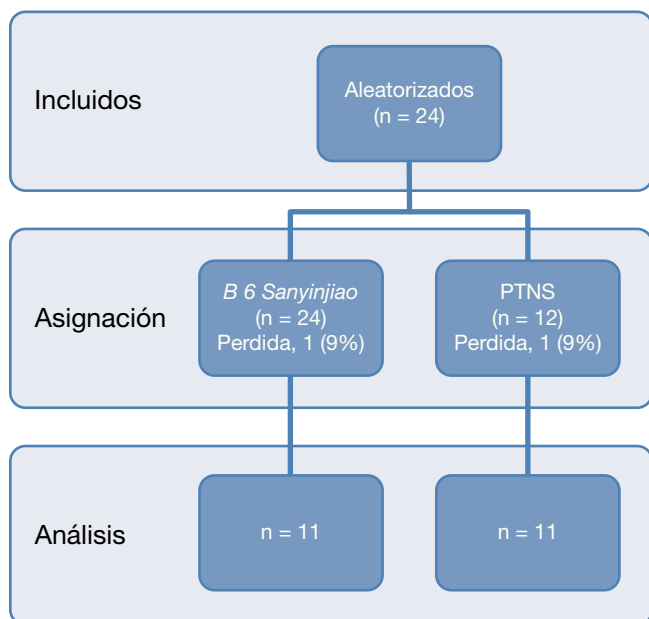 Incluidos
Aleatorizados
(n = 24)
Asignación
B 6 Sanyinjiao
(n = 24)
Perdida, 1 (9%)
PTNS
(n = 12)
Perdida, 1 (9%)
Análisis
n = 11
n = 11